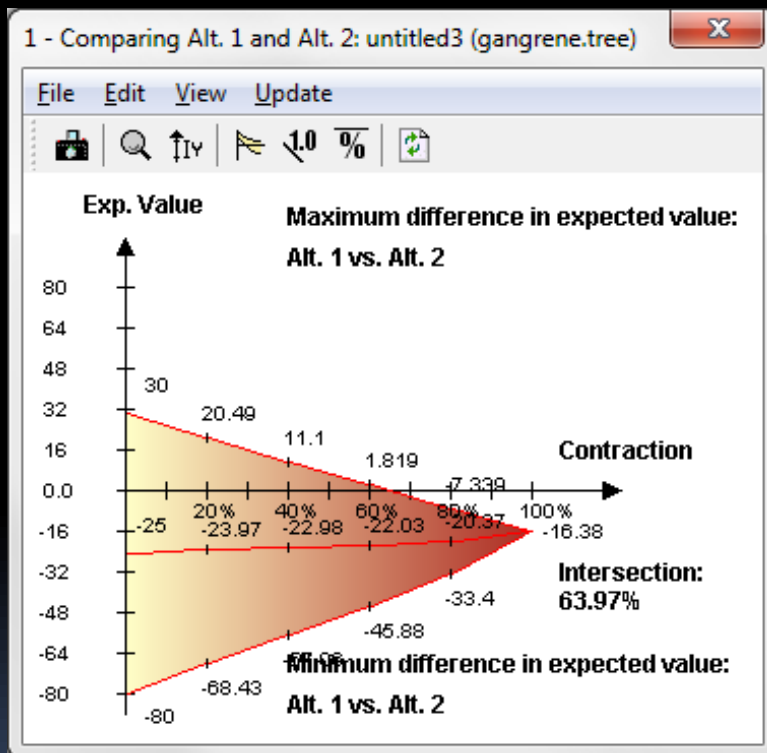 1 - Comparing Alt. 1 and Alt. 2: untitled3 (gangrene.tree)
File Edit View Update
1.0 %
Exp. Value
Maximum difference in expected value:
Alt. 1 vs. Alt. 2
80
64
48
30
32
20.49
11.1
16
1.819
Contraction
-7.339
0.0
20% 40% 60% 80% 100%
-16
-25 -23.97 -22.98 -22.03 -20.37 -16.38
-32
Intersection:
63.97%
-33.4
-48
-45.88
-64
Minimum difference in expected value:
-68.43
-80
-80
Alt. 1 vs. Alt. 2